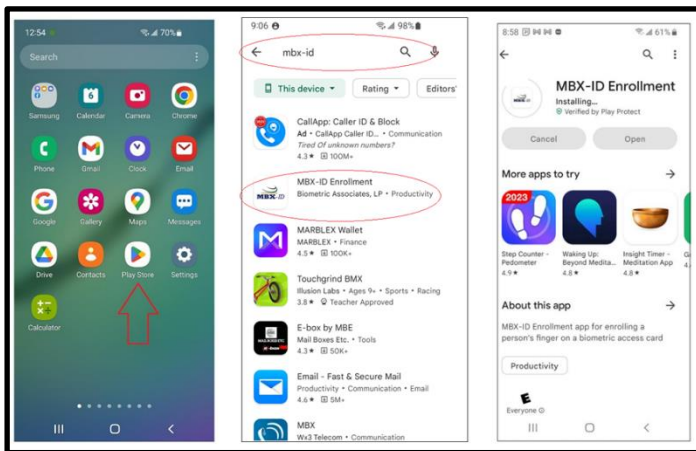 12:54
70%
Search
Samsung
Calendar
Camera
Chrome
Phone
Gmail
Clock
Email
Google
Gallery
Maps
Messages
Drive
Contacts
Play Store
Settings
Calculator
9:06
98%
mbx-id
This device
Rating
Editors'
CallApp: Caller ID & Block
Ad • CallApp Caller ID... • Communication
Tired Of unknown numbers?
4.3★ 100M+
MBX-ID
MBX-ID Enrollment
Biometric Associates, LP • Productivity
MARBLEX Wallet
MARBLEX • Finance
4.5★ 100K+
Touchgrind BMX
Illusion Labs • Ages 9+ • Sports • Racing
3.8★ Teacher Approved
E-box by MBE
Mail Boxes Etc. • Tools
4.3★ 50K+
Email - Fast & Secure Mail
Productivity • Communication • Email
4.6★ 5M+
MBX
Wx3 Telecom • Communication
8:58
61%
MBX-ID
MBX-ID Enrollment
Installing...
Verified by Play Protect
Cancel
Open
More apps to try
2023
Step Counter -
Pedometer
4.9★
Waking Up:
Beyond Medita...
4.8★
Insight Timer -
Meditation App
4.8★
About this app
MBX-ID Enrollment app for enrolling a
person's finger on a biometric access card
Productivity
E
Everyone